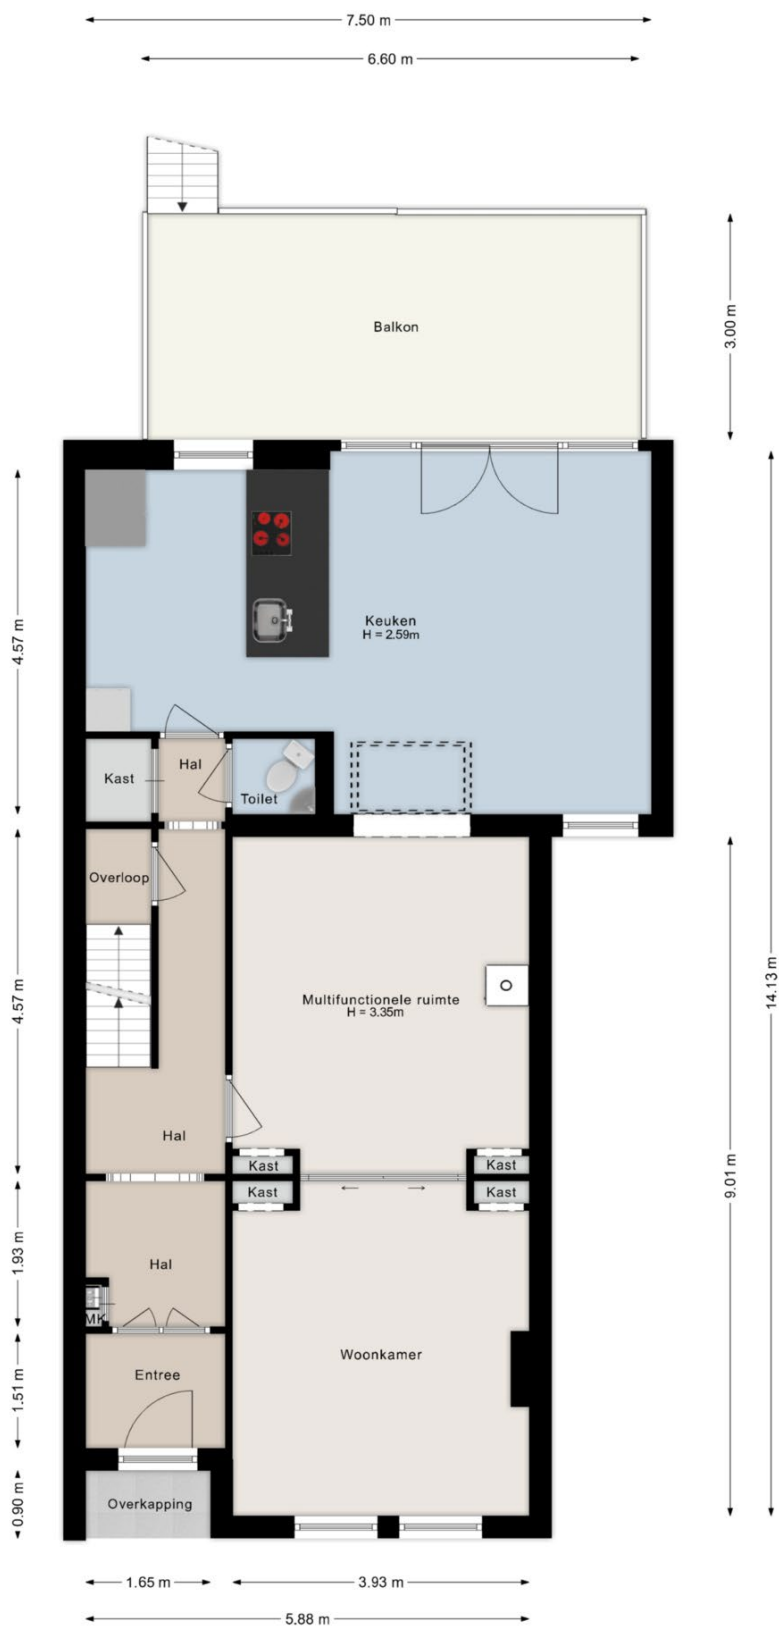 7.50 m
6.60 m
Balkon
3.00 m
Keuken
H = 2.59m
4.57 m
Hal
Kast
Toilet
Overloop
4.57 m
Multifunctionele ruimte
H = 3.35m
14.13 m
Hal
Kast
Kast
Kast
Kast
9.01 m
1.93 m
Hal
MK
Woonkamer
Entree
1.51 m
Overkapping
0.90 m
1.65 m
3.93 m
5.88 m